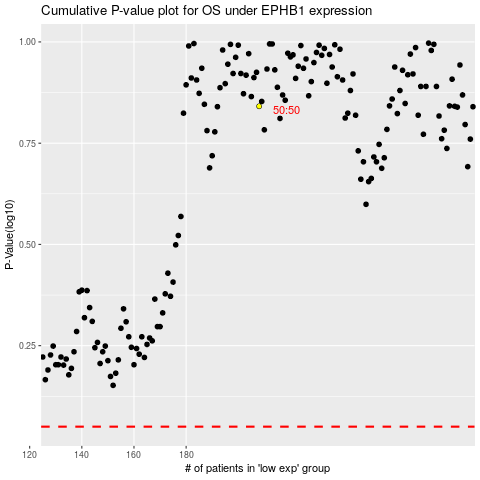 Cumulative P-value plot for OS under EPHB1 expression
1.00
0.75
0.50
0.25
P-Value(log10)
50:50
120 140 160 180
# of patients in 'low exp' group